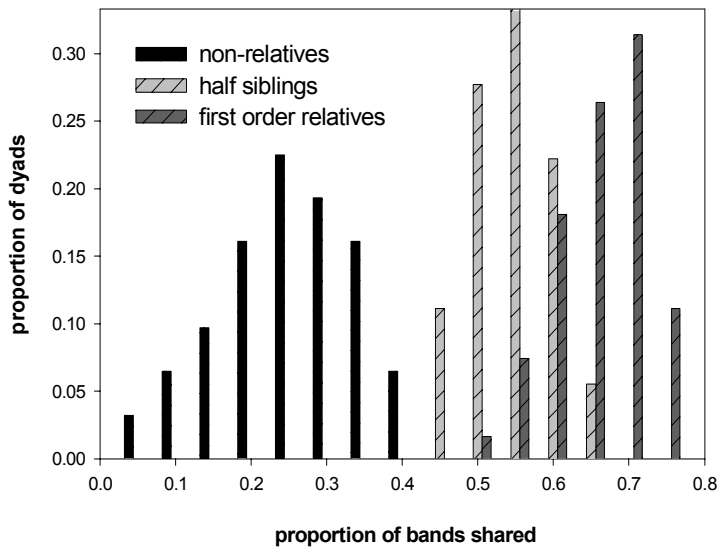 0.30
0.25
0.20
0.15
0.10
0.05
0.00
proportion of dyads
non-relatives
half siblings
first order relatives
0.0 0.1 0.2 0.3 0.4 0.5 0.6 0.7 0.8
proportion of bands shared